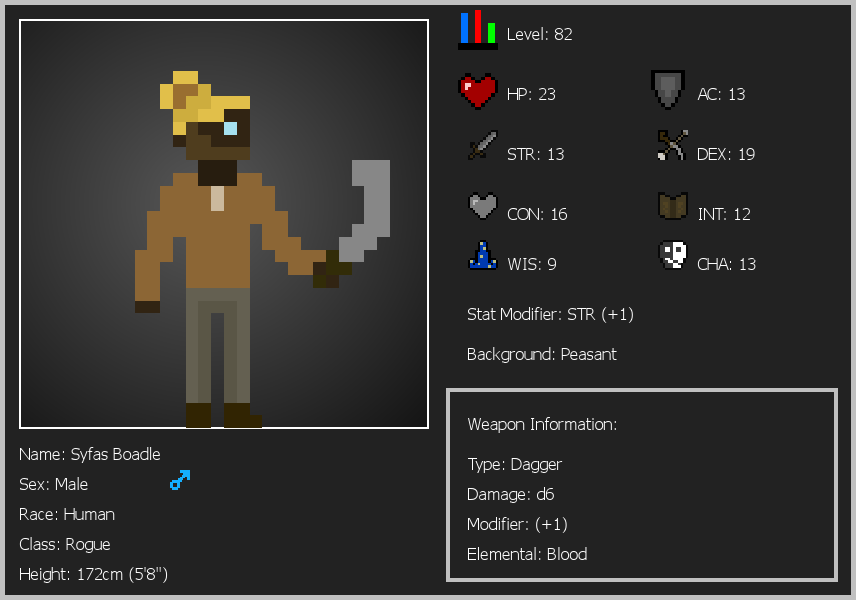 Level: 82
HP: 23
AC: 13
STR: 13
DEX: 19
CON: 16
INT: 12
WIS: 9
CHA: 13
Stat Modifier: STR (+1)
Background: Peasant
Weapon Information:
Type: Dagger
Damage: d6
Modifier: (+1)
Elemental: Blood
Name: Syfas Boadle
Sex: Male
Race: Human
Class: Rogue
Height: 172cm (5'8")